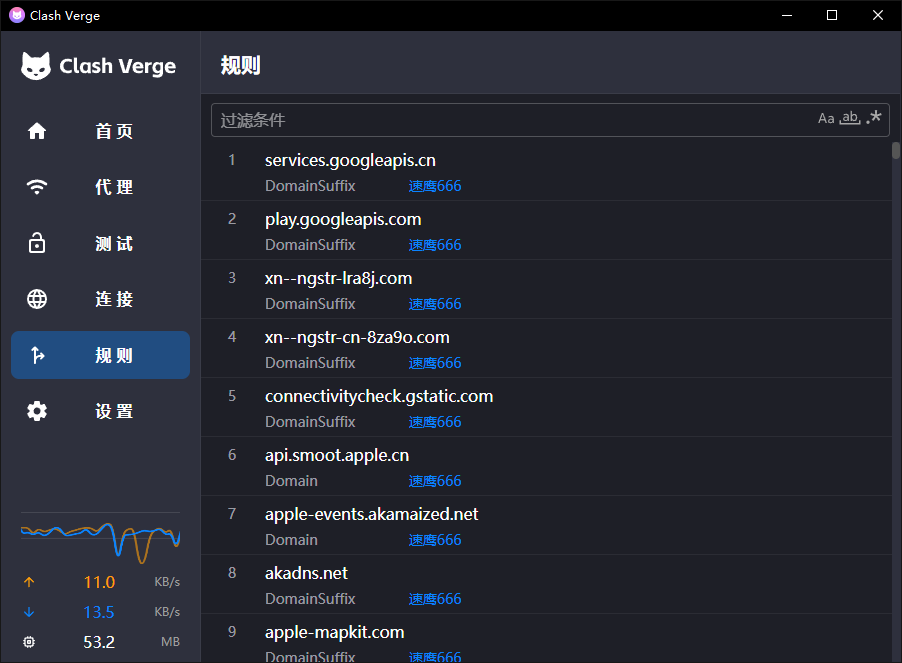 Clash Verge
Clash Verge
规则
首页
代理
测试
连接
规则
设置
11.0 KB/s
13.5 KB/s
53.2 MB
过滤条件 Aa ab .*
1 services.googleapis.cn
DomainSuffix 速鹰666
2 play.googleapis.com
DomainSuffix 速鹰666
3 xn--ngstr-lra8j.com
DomainSuffix 速鹰666
4 xn--ngstr-cn-8za9o.com
DomainSuffix 速鹰666
5 connectivitycheck.gstatic.com
DomainSuffix 速鹰666
6 api.smoot.apple.cn
Domain 速鹰666
7 apple-events.akamaized.net
Domain 速鹰666
8 akadns.net
DomainSuffix 速鹰666
9 apple-mapkit.com
DomainSuffix 速鹰666